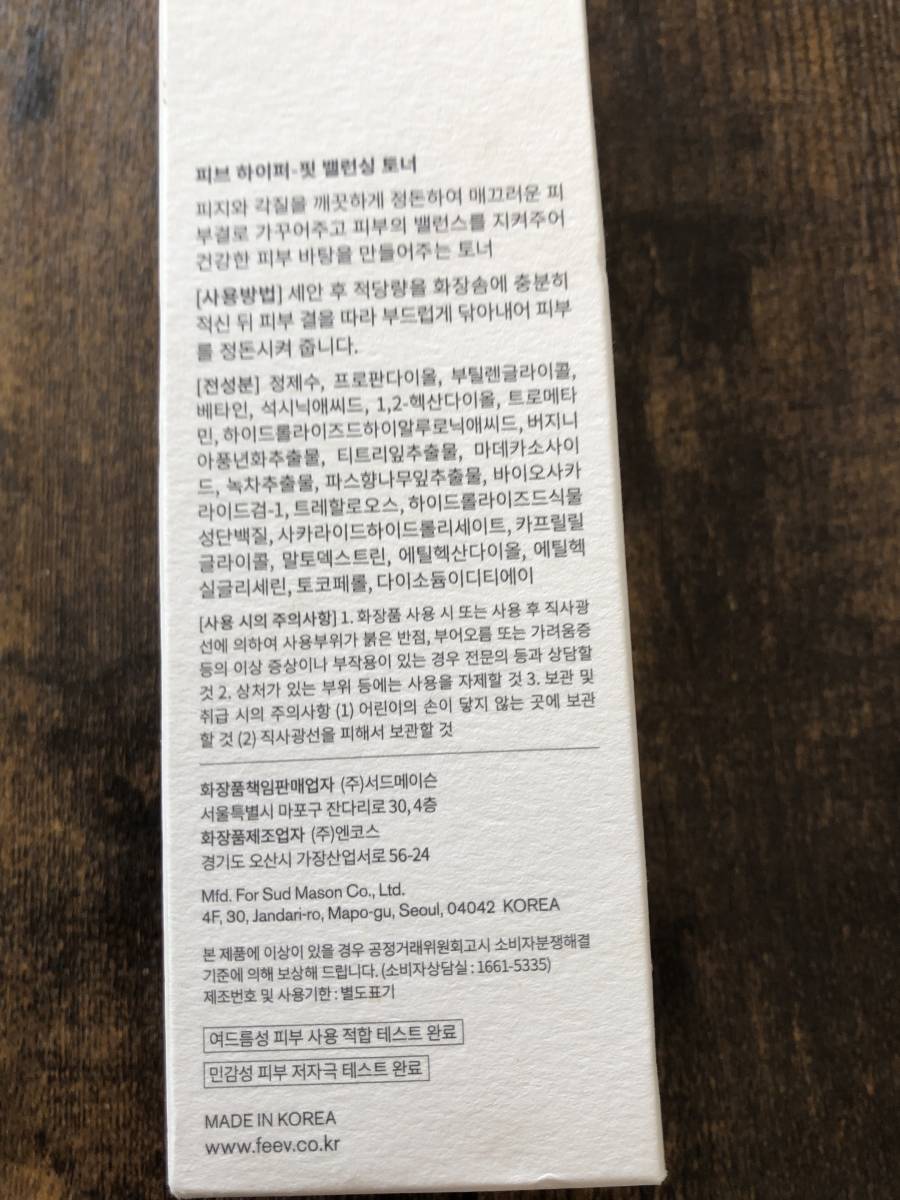 피브 하이퍼-핏 밸런싱 토너
피지와 각질을 깨끗하게 정돈하여 매끄러운 피
부결로 가꾸어주고 피부의 밸런스를 지켜주어
건강한 피부 바탕을 만들어주는 토너
[사용방법] 세안 후 적당량을 화장솜에 충분히
적신 뒤 피부 결을 따라 부드럽게 닦아내어 피부
를 정돈시켜 줍니다.
[전성분] 정제수, 프로판다이올, 부틸렌글라이콜,
베타인, 석시닉애씨드, 1,2-헥산다이올, 트로메타
민, 하이드롤라이즈드하이알루로닉애씨드, 버지니
아풍년화추출물, 티트리잎추출물, 마데카소사이
드, 녹차추출물, 파스향나무잎추출물, 바이오사카
라이드검-1, 트레할로오스, 하이드롤라이즈드식물
성단백질, 사카라이드하이드롤리세이트, 카프릴릴
글라이콜, 말토덱스트린, 에틸헥산다이올, 에틸헥
실글리세린, 토코페롤, 다이소듐이디티에이
[사용 시의 주의사항] 1. 화장품 사용 시 또는 사용 후 직사광
선에 의하여 사용부위가 붉은 반점, 부어오름 또는 가려움증
등의 이상 증상이나 부작용이 있는 경우 전문의 등과 상담할
것 2. 상처가 있는 부위 등에는 사용을 자제할 것 3. 보관 및
취급 시의 주의사항 (1) 어린이의 손이 닿지 않는 곳에 보관
할 것 (2) 직사광선을 피해서 보관할 것
화장품책임판매업자 (주)서드메이슨
서울특별시 마포구 잔다리로 30, 4층
화장품제조업자 (주)엔코스
경기도 오산시 가장산업서로 56-24
Mfd. For Sud Mason Co., Ltd.
4F, 30, Jandari-ro, Mapo-gu, Seoul, 04042 KOREA
본 제품에 이상이 있을 경우 공정거래위원회고시 소비자분쟁해결
기준에 의해 보상해 드립니다. (소비자상담실 : 1661-5335)
제조번호 및 사용기한 : 별도표기
여드름성 피부 사용 적합 테스트 완료
민감성 피부 저자극 테스트 완료
MADE IN KOREA
www.feev.co.kr